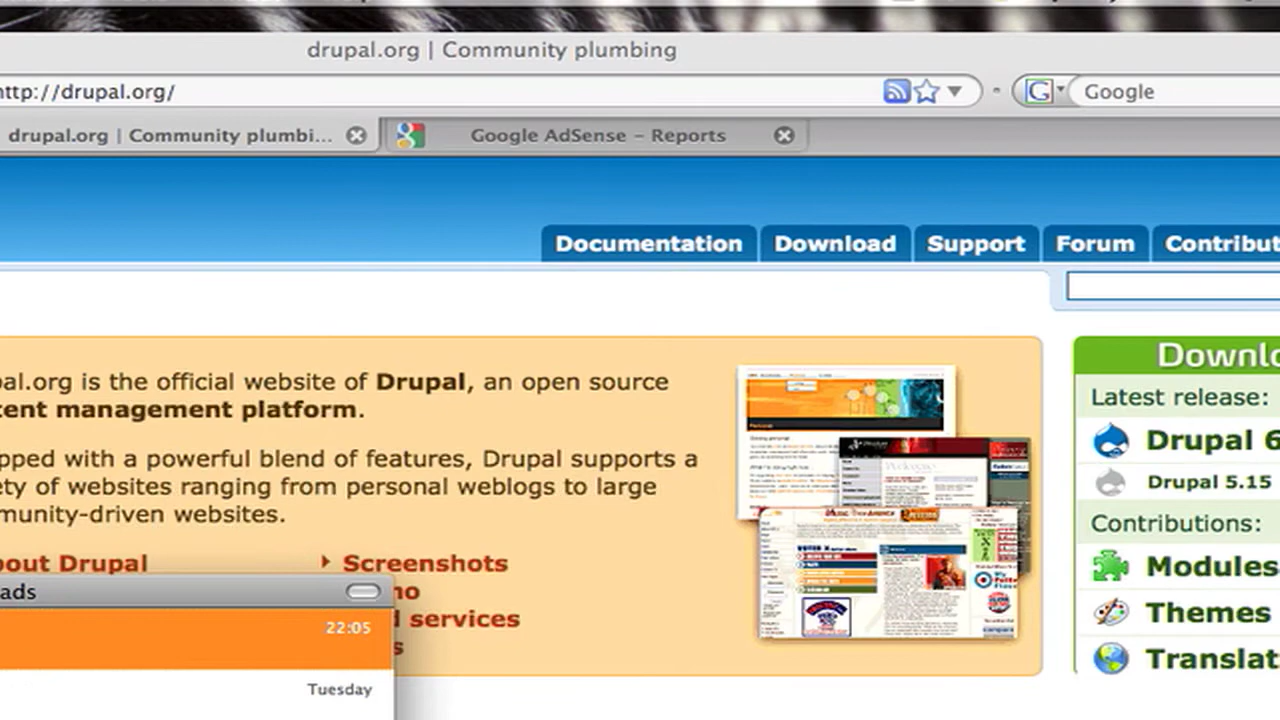 drupal.org | Community plumbing
http://drupal.org/
Google
drupal.org | Community plumbi...
Google AdSense – Reports
Documentation
Download
Support
Forum
Contribut
pal.org is the official website of Drupal, an open source
tent management platform.
pped with a powerful blend of features, Drupal supports a
ety of websites ranging from personal weblogs to large
munity-driven websites.
bout Drupal
Screenshots
mo
d services
s
Downlo
Latest release:
Drupal 6
Drupal 5.15
Contributions:
Modules
Themes
Translat
ads
22:05
Tuesday